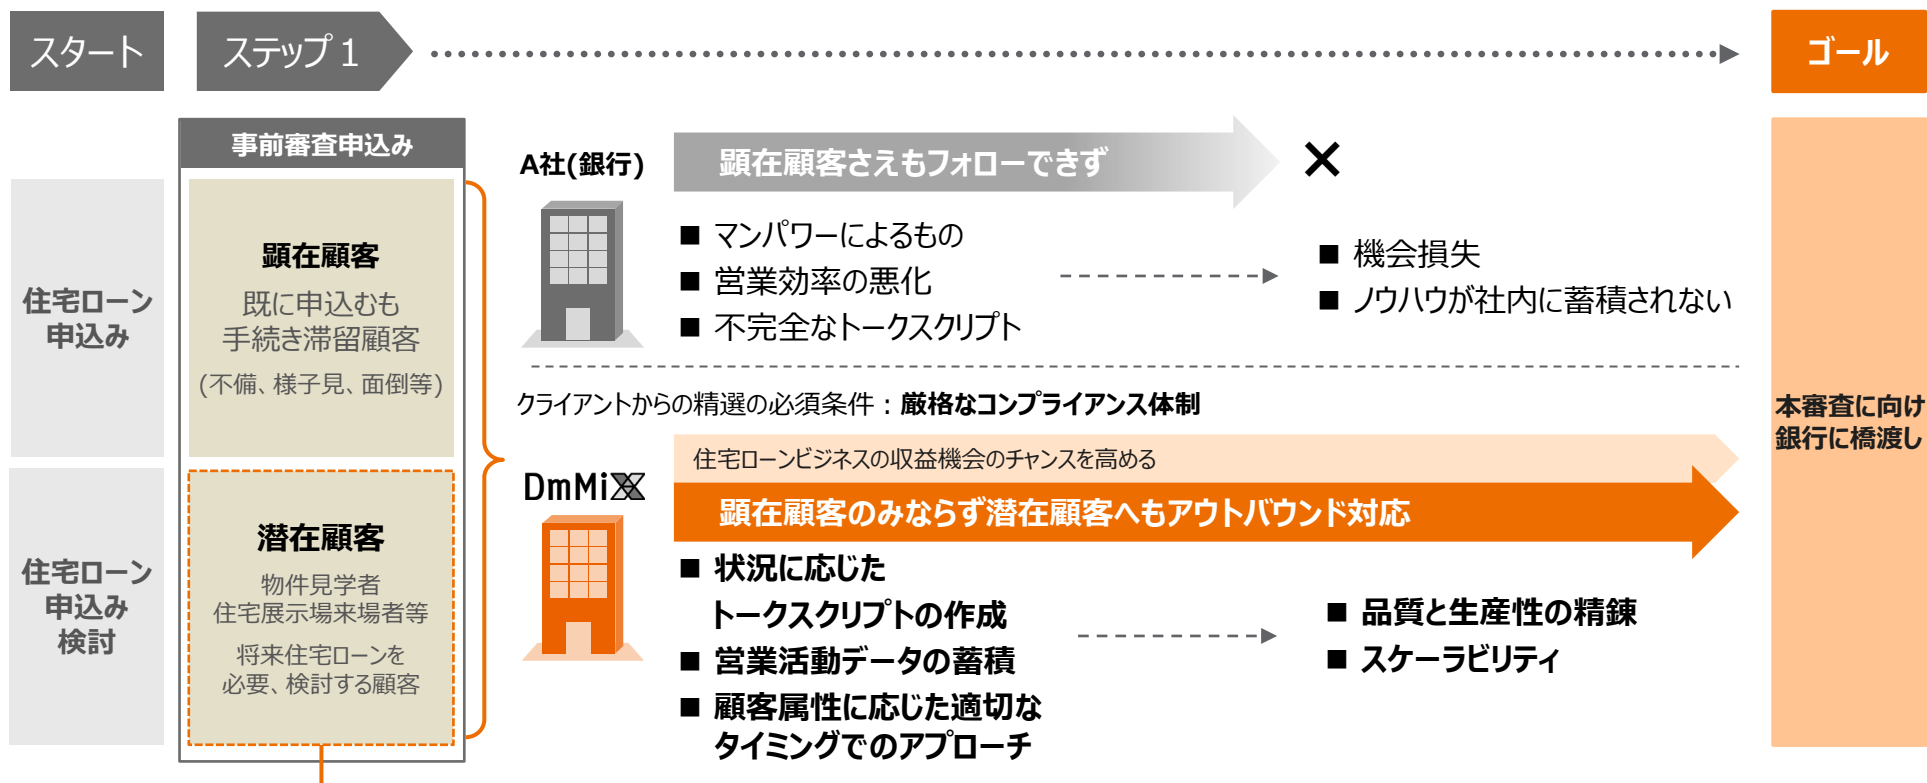 スタート
ステップ 1
ゴール
事前審査申込み
住宅ローン
申込み
顕在顧客
既に申込むも
手続き滞留顧客
(不備、様子見、面倒等)
住宅ローン
申込み
検討
潜在顧客
物件見学者
住宅展示場来場者等
将来住宅ローンを
必要、検討する顧客
A社(銀行)
顕在顧客さえもフォローできず
×
■ マンパワーによるもの
■ 営業効率の悪化
■ 不完全なトークスクリプト
■ 機会損失
■ ノウハウが社内に蓄積されない
クライアントからの精選の必須条件：厳格なコンプライアンス体制
DmMiX
住宅ローンビジネスの収益機会のチャンスを高める
顕在顧客のみならず潜在顧客へもアウトバウンド対応
■ 状況に応じた
トークスクリプトの作成
■ 営業活動データの蓄積
■ 顧客属性に応じた適切な
タイミングでのアプローチ
■ 品質と生産性の精錬
■ スケーラビリティ
本審査に向け
銀行に橋渡し